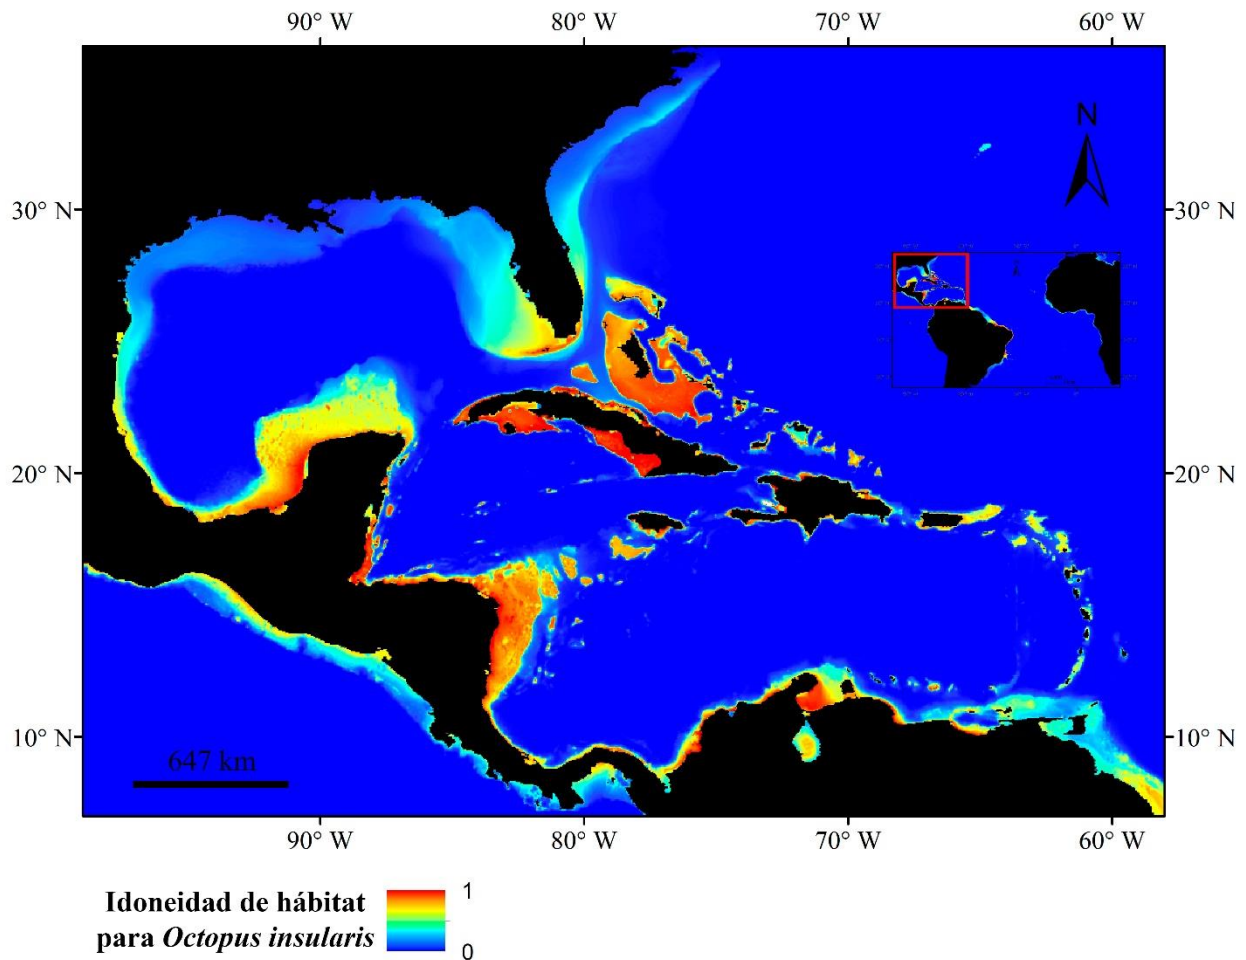 90° W 80° W 70° W 60° W
N
30° N 30° N
20° N 20° N
10° N 10° N
647 km
90° W 80° W 70° W 60° W
Idoneidad de hábitat
para Octopus insularis
1
0